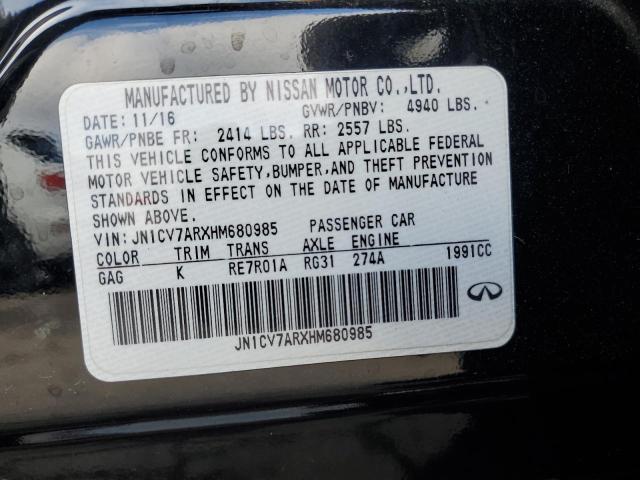 MANUFACTURED BY NISSAN MOTOR CO.,LTD.
DATE: 11/16 GVWR/PNBV: 4940 LBS.
GAWR/PNBE FR: 2414 LBS. RR: 2557 LBS.
THIS VEHICLE CONFORMS TO ALL APPLICABLE FEDERAL
MOTOR VEHICLE SAFETY,BUMPER,AND THEFT PREVENTION
STANDARDS IN EFFECT ON THE DATE OF MANUFACTURE
SHOWN ABOVE.
VIN: JN1CV7ARXHM680985 PASSENGER CAR
COLOR TRIM TRANS AXLE ENGINE
GAG K RE7R01A RG31 274A 1991CC
JN1CV7ARXHM680985